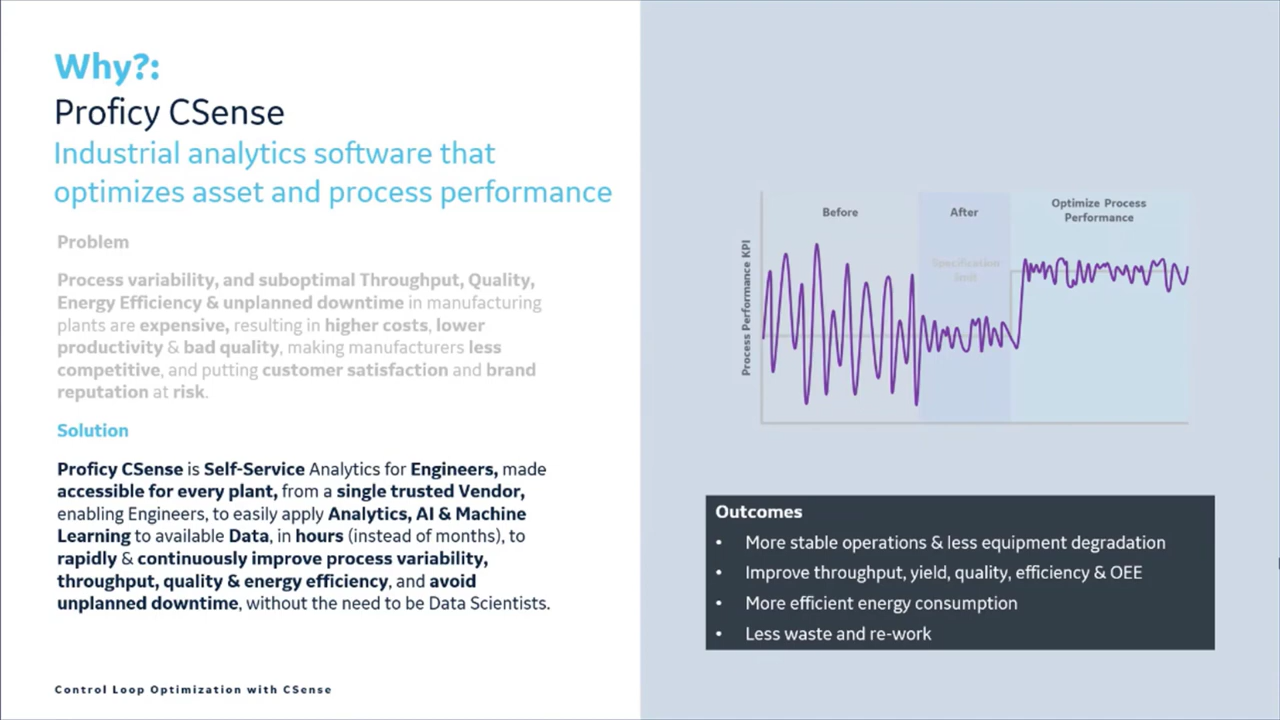 Why?:
Proficy CSense
Industrial analytics software that
optimizes asset and process performance
Problem
Process variability, and suboptimal Throughput, Quality,
Energy Efficiency & unplanned downtime in manufacturing
plants are expensive, resulting in higher costs, lower
productivity & bad quality, making manufacturers less
competitive, and putting customer satisfaction and brand
reputation at risk.
Solution
Proficy CSense is Self-Service Analytics for Engineers, made
accessible for every plant, from a single trusted Vendor,
enabling Engineers, to easily apply Analytics, AI & Machine
Learning to available Data, in hours (instead of months), to
rapidly & continuously improve process variability,
throughput, quality & energy efficiency, and avoid
unplanned downtime, without the need to be Data Scientists.
Control Loop Optimization with CSense
Process Performance KPI
Before
After
Optimize Process
Performance
Specification
limit
Outcomes
• More stable operations & less equipment degradation
• Improve throughput, yield, quality, efficiency & OEE
• More efficient energy consumption
• Less waste and re-work